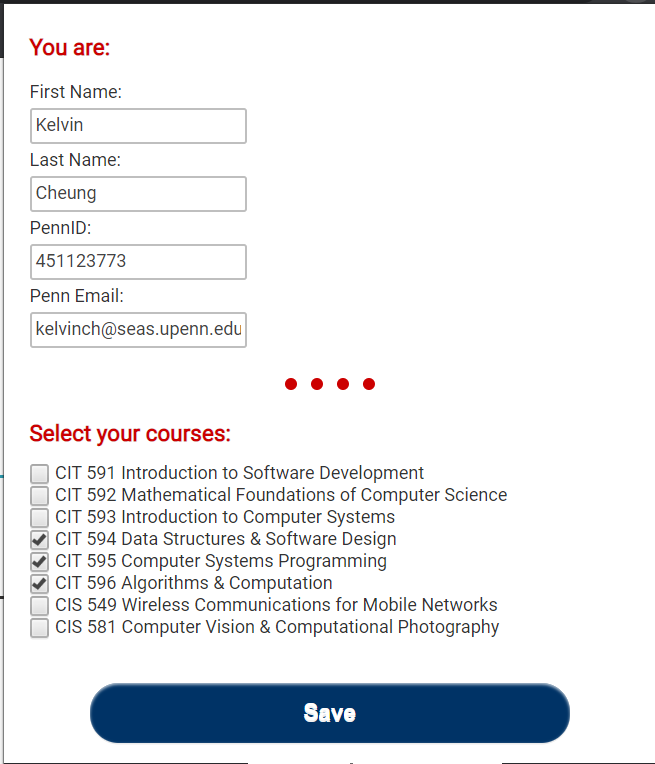 You are:
First Name:
Kelvin
Last Name:
Cheung
PennID:
451123773
Penn Email:
kelvinch@seas.upenn.edu
Select your courses:
CIT 591 Introduction to Software Development
CIT 592 Mathematical Foundations of Computer Science
CIT 593 Introduction to Computer Systems
CIT 594 Data Structures & Software Design
CIT 595 Computer Systems Programming
CIT 596 Algorithms & Computation
CIS 549 Wireless Communications for Mobile Networks
CIS 581 Computer Vision & Computational Photography
Save